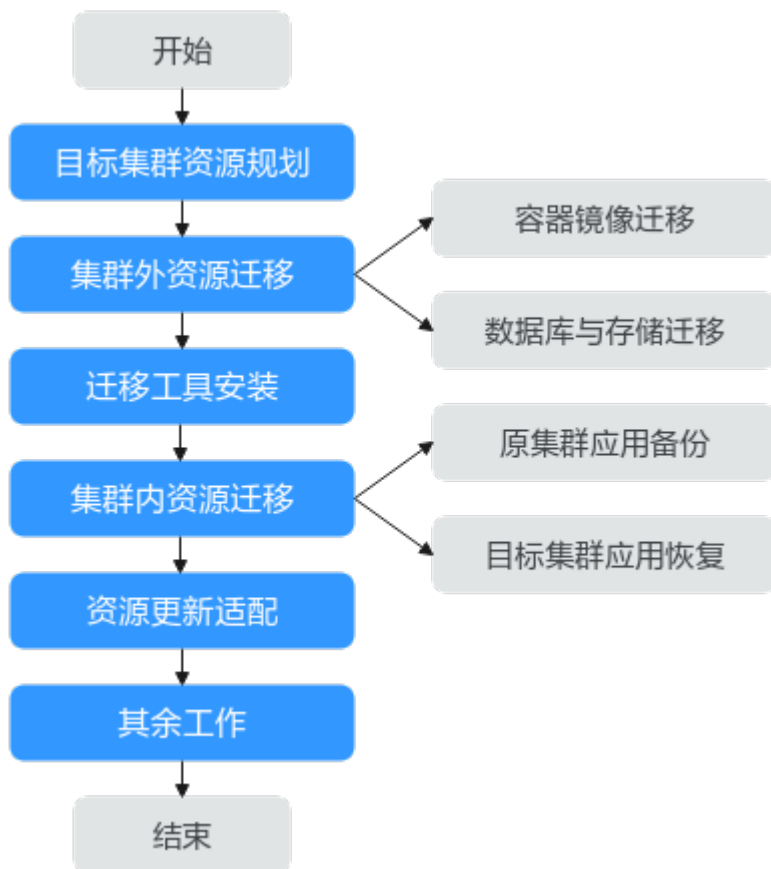 开始
目标集群资源规划
集群外资源迁移
容器镜像迁移
数据库与存储迁移
迁移工具安装
集群内资源迁移
原集群应用备份
目标集群应用恢复
资源更新适配
其余工作
结束